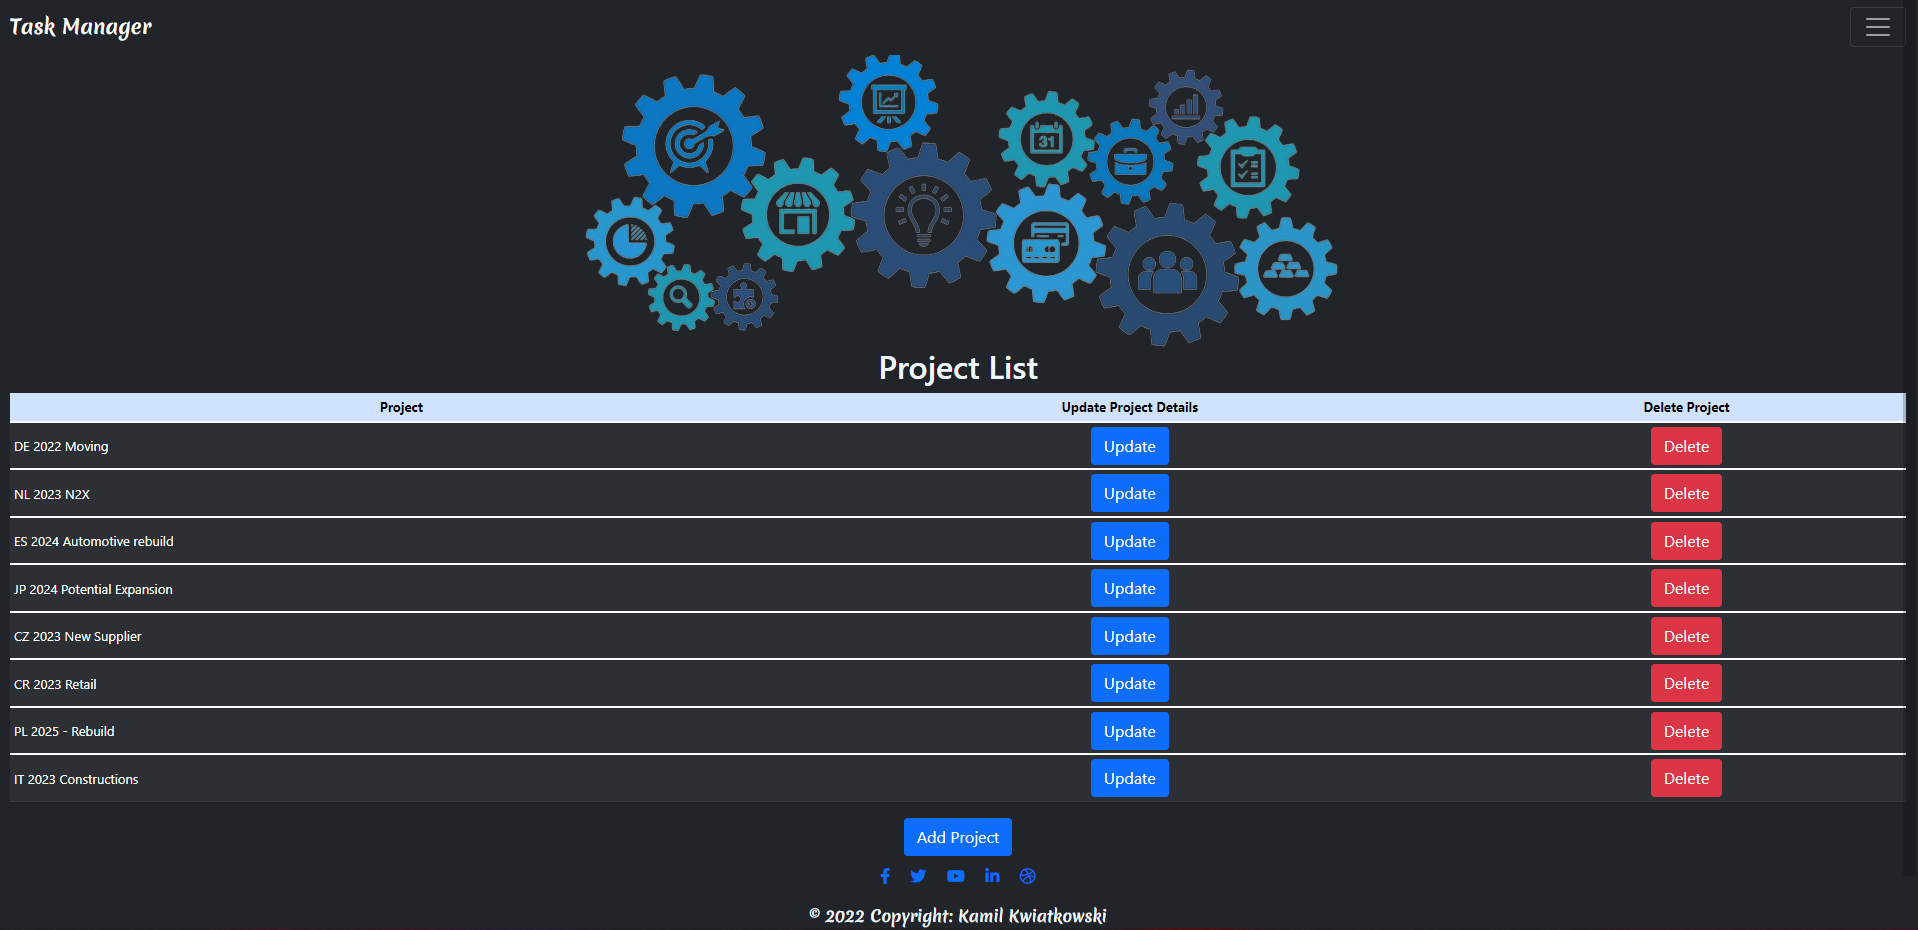 Task Manager
31
Project List
Project Update Project Details Delete Project
DE 2022 Moving Update Delete
NL 2023 N2X Update Delete
ES 2024 Automotive rebuild Update Delete
JP 2024 Potential Expansion Update Delete
CZ 2023 New Supplier Update Delete
CR 2023 Retail Update Delete
PL 2025 - Rebuild Update Delete
IT 2023 Constructions Update Delete
Add Project
© 2022 Copyright: Kamil Kwiatkowski